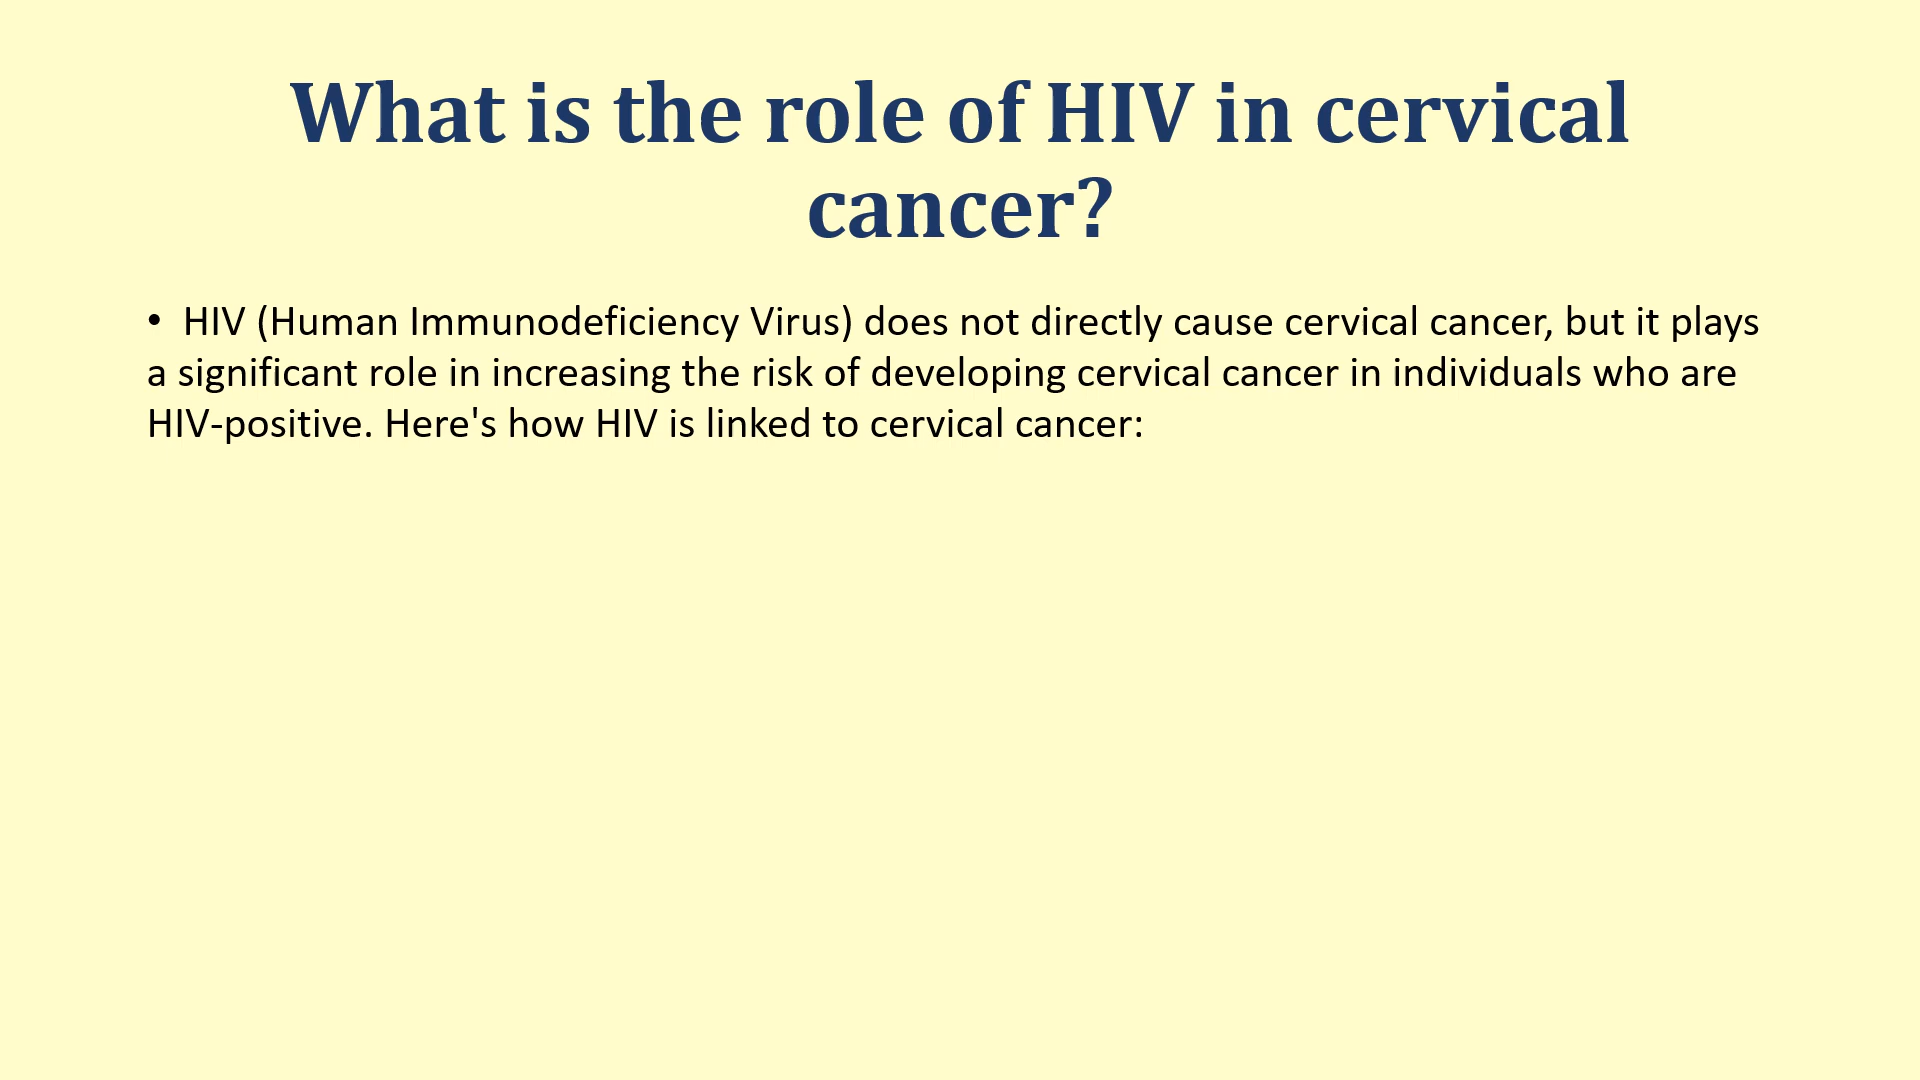 What is the role of HIV in cervical
cancer?
• HIV (Human Immunodeficiency Virus) does not directly cause cervical cancer, but it plays
a significant role in increasing the risk of developing cervical cancer in individuals who are
HIV-positive. Here's how HIV is linked to cervical cancer: